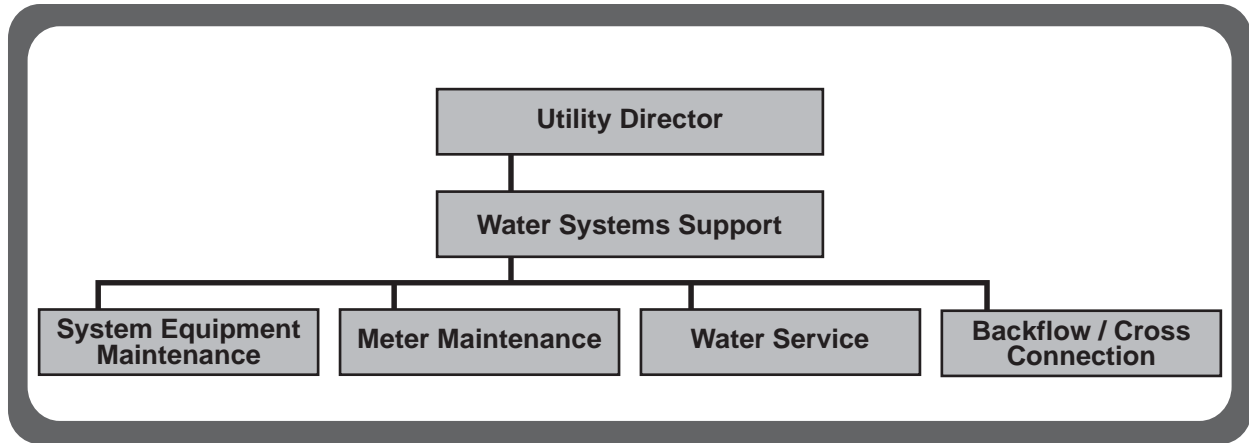 Utility Director
Water Systems Support
System Equipment
Maintenance
Meter Maintenance
Water Service
Backflow / Cross
Connection